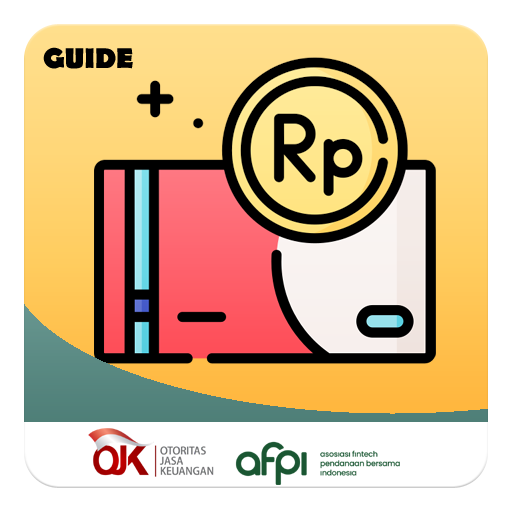 GUIDE
Rp
OJK
OTORITAS
JASA
KEUANGAN
afpi
asosiasi fintech
pendanaan bersama
indonesia